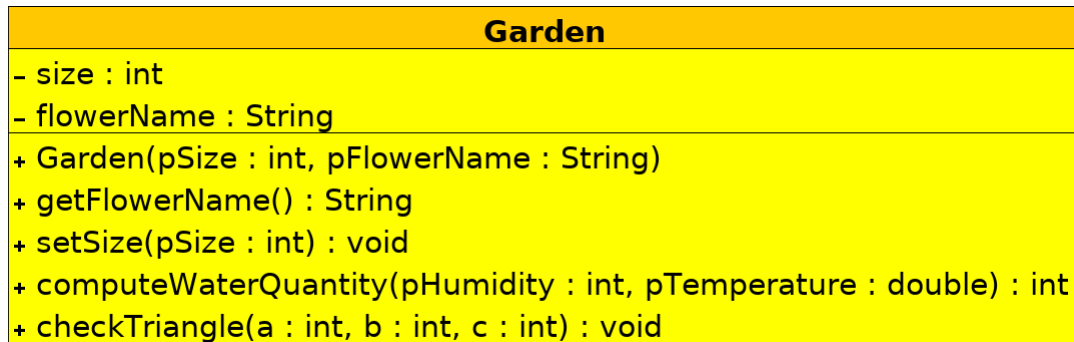 Garden
- size : int
- flowerName : String
+ Garden(pSize : int, pFlowerName : String)
+ getFlowerName() : String
+ setSize(pSize : int) : void
+ computeWaterQuantity(pHumidity : int, pTemperature : double) : int
+ checkTriangle(a : int, b : int, c : int) : void